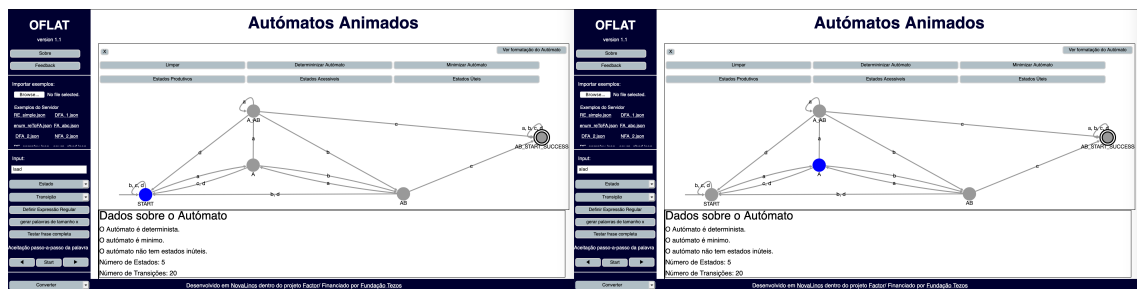 OFLAT
version 1.1
Sobre
Feedback
Importar exemplos:
Browse... No file selected.
Exemplos do Servidor
RE_simple.json DFA_1.json
enum_reToFA.json FA_abc.json
DFA_2.json NFA_2.json
Input:
Estado
Transição
Definir Expressão Regular
gerar palavras de tamanho x
Testar frase completa
Aceitação passo-a-passo da palavra
Start
Converter
Autómatos Animados
X
Ver formatação do Autómato
Limpar Determinimizar Autómato Minimizar Autómato
Estados Produtivos Estados Acessíveis Estados Úteis
a
A_AB
c
a, b, c, d
AB_START_SUCCESS
d
a
b
c
A
a
b
c, d
a
b, c, d
b, d
START
AB
Dados sobre o Autómato
O Autómato é determinista.
O autómato é minimo.
O autómato não tem estados inúteis.
Número de Estados: 5
Número de Transições: 20
Desenvolvido em NovaLincs dentro do projeto Factor/ Financiado por Fundação Tezos
OFLAT
version 1.1
Sobre
Feedback
Importar exemplos:
Browse... No file selected.
Exemplos do Servidor
RE_simple.json DFA_1.json
enum_reToFA.json FA_abc.json
DFA_2.json NFA_2.json
Input:
Estado
Transição
Definir Expressão Regular
gerar palavras de tamanho x
Testar frase completa
Aceitação passo-a-passo da palavra
Start
Converter
Autómatos Animados
X
Ver formatação do Autómato
Limpar Determinimizar Autómato Minimizar Autómato
Estados Produtivos Estados Acessíveis Estados Úteis
a
A_AB
c
a, b, c, d
AB_START_SUCCESS
d
a
b
c
A
a
b
c, d
a
b, c, d
b, d
START
AB
Dados sobre o Autómato
O Autómato é determinista.
O autómato é minimo.
O autómato não tem estados inúteis.
Número de Estados: 5
Número de Transições: 20
Desenvolvido em NovaLincs dentro do projeto Factor/ Financiado por Fundação Tezos